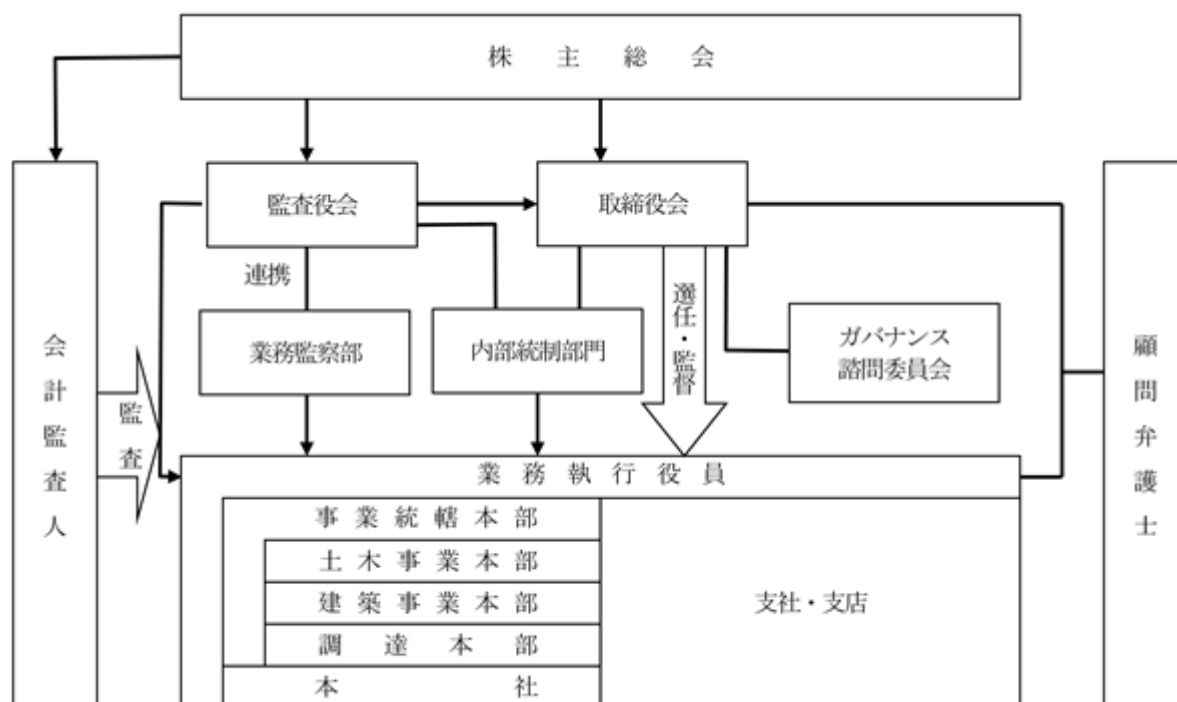 株主総会
監査役会
取締役会
連携
業務監察部
内部統制部門
選任・監督
ガバナンス
諮問委員会
会計監査人
監査
顧問弁護士
業務執行役員
事業統轄本部
土木事業本部
建築事業本部
調達本部
本社
支社・支店